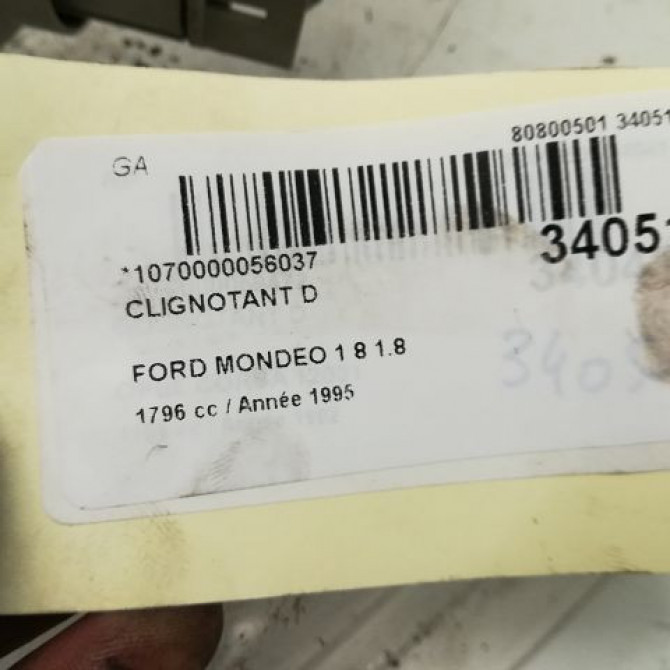 80800501 34051
GA
34051
*1070000056037
CLIGNOTANT D
FORD MONDEO 1 8 1.8
1796 cc / Année 1995